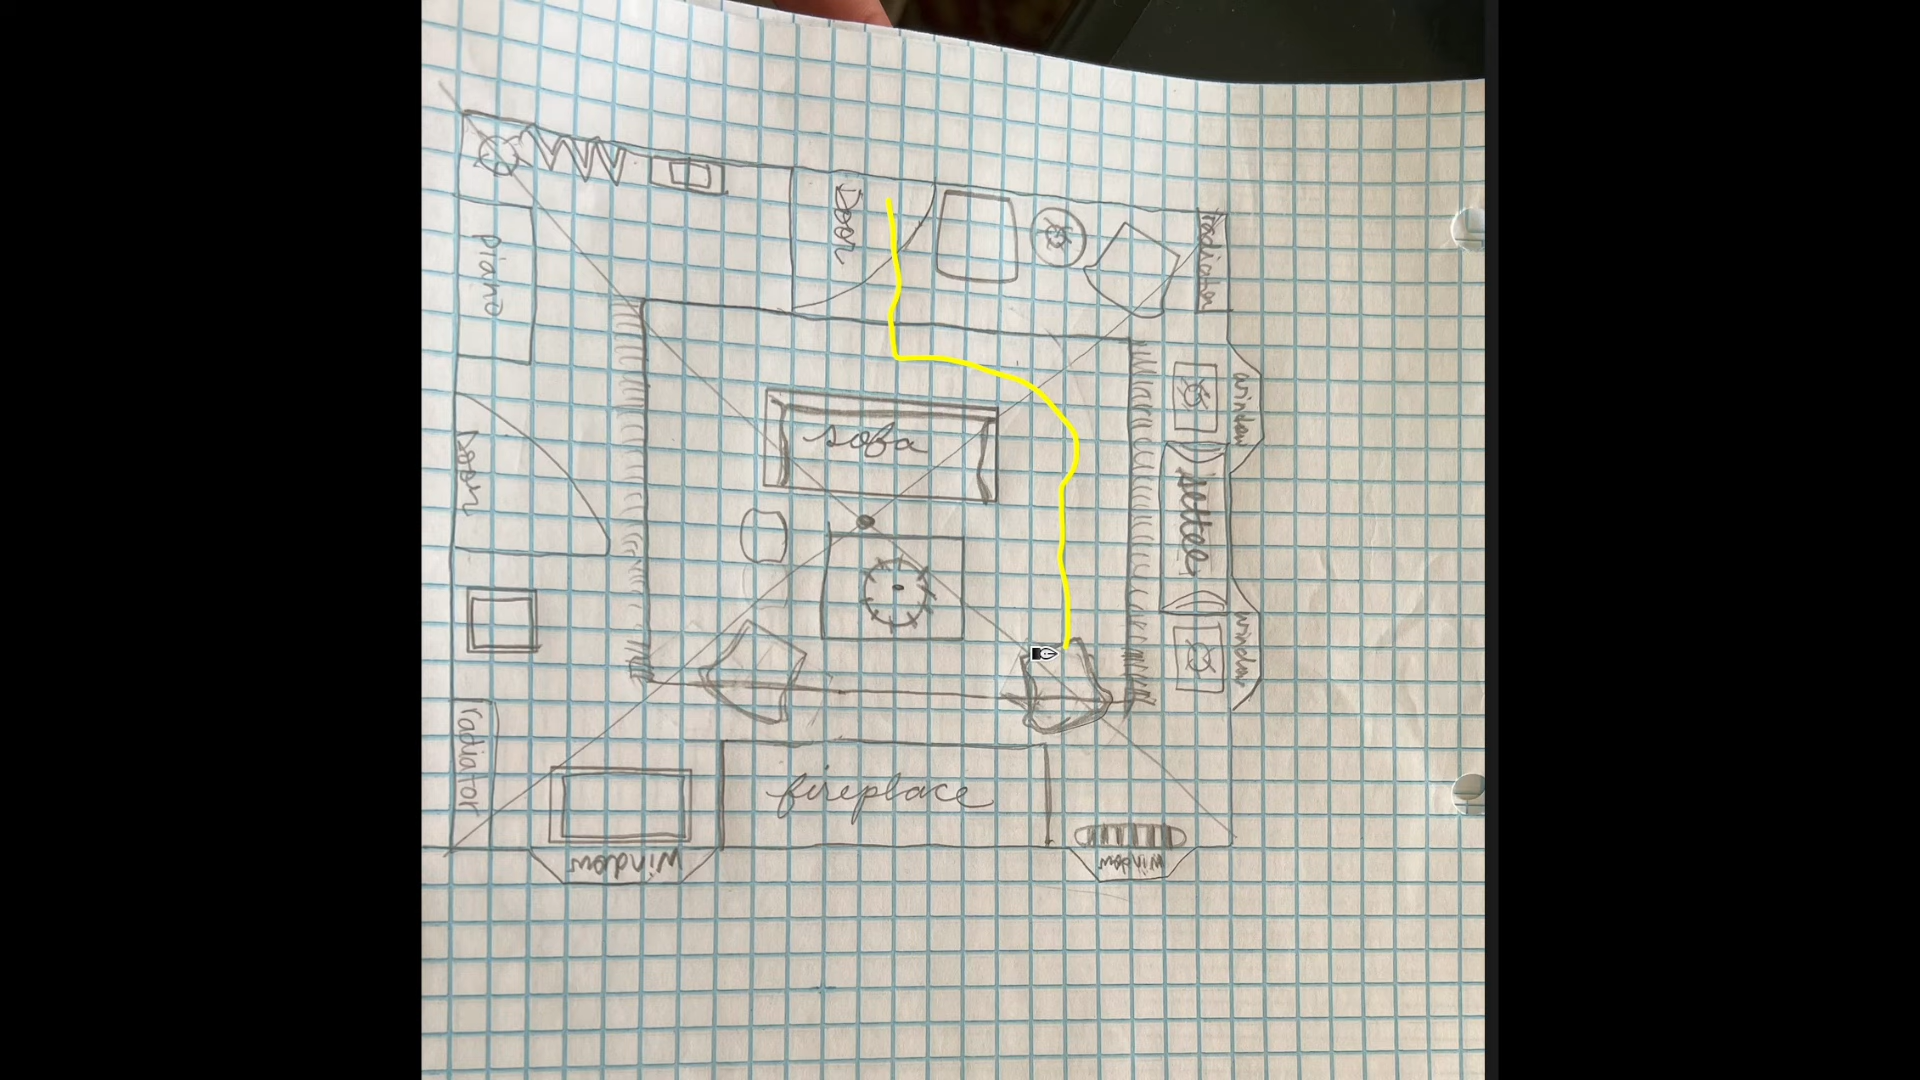 Door
radiator
piano
window
sofa
Door
settee
window
radiator
fireplace
window
window